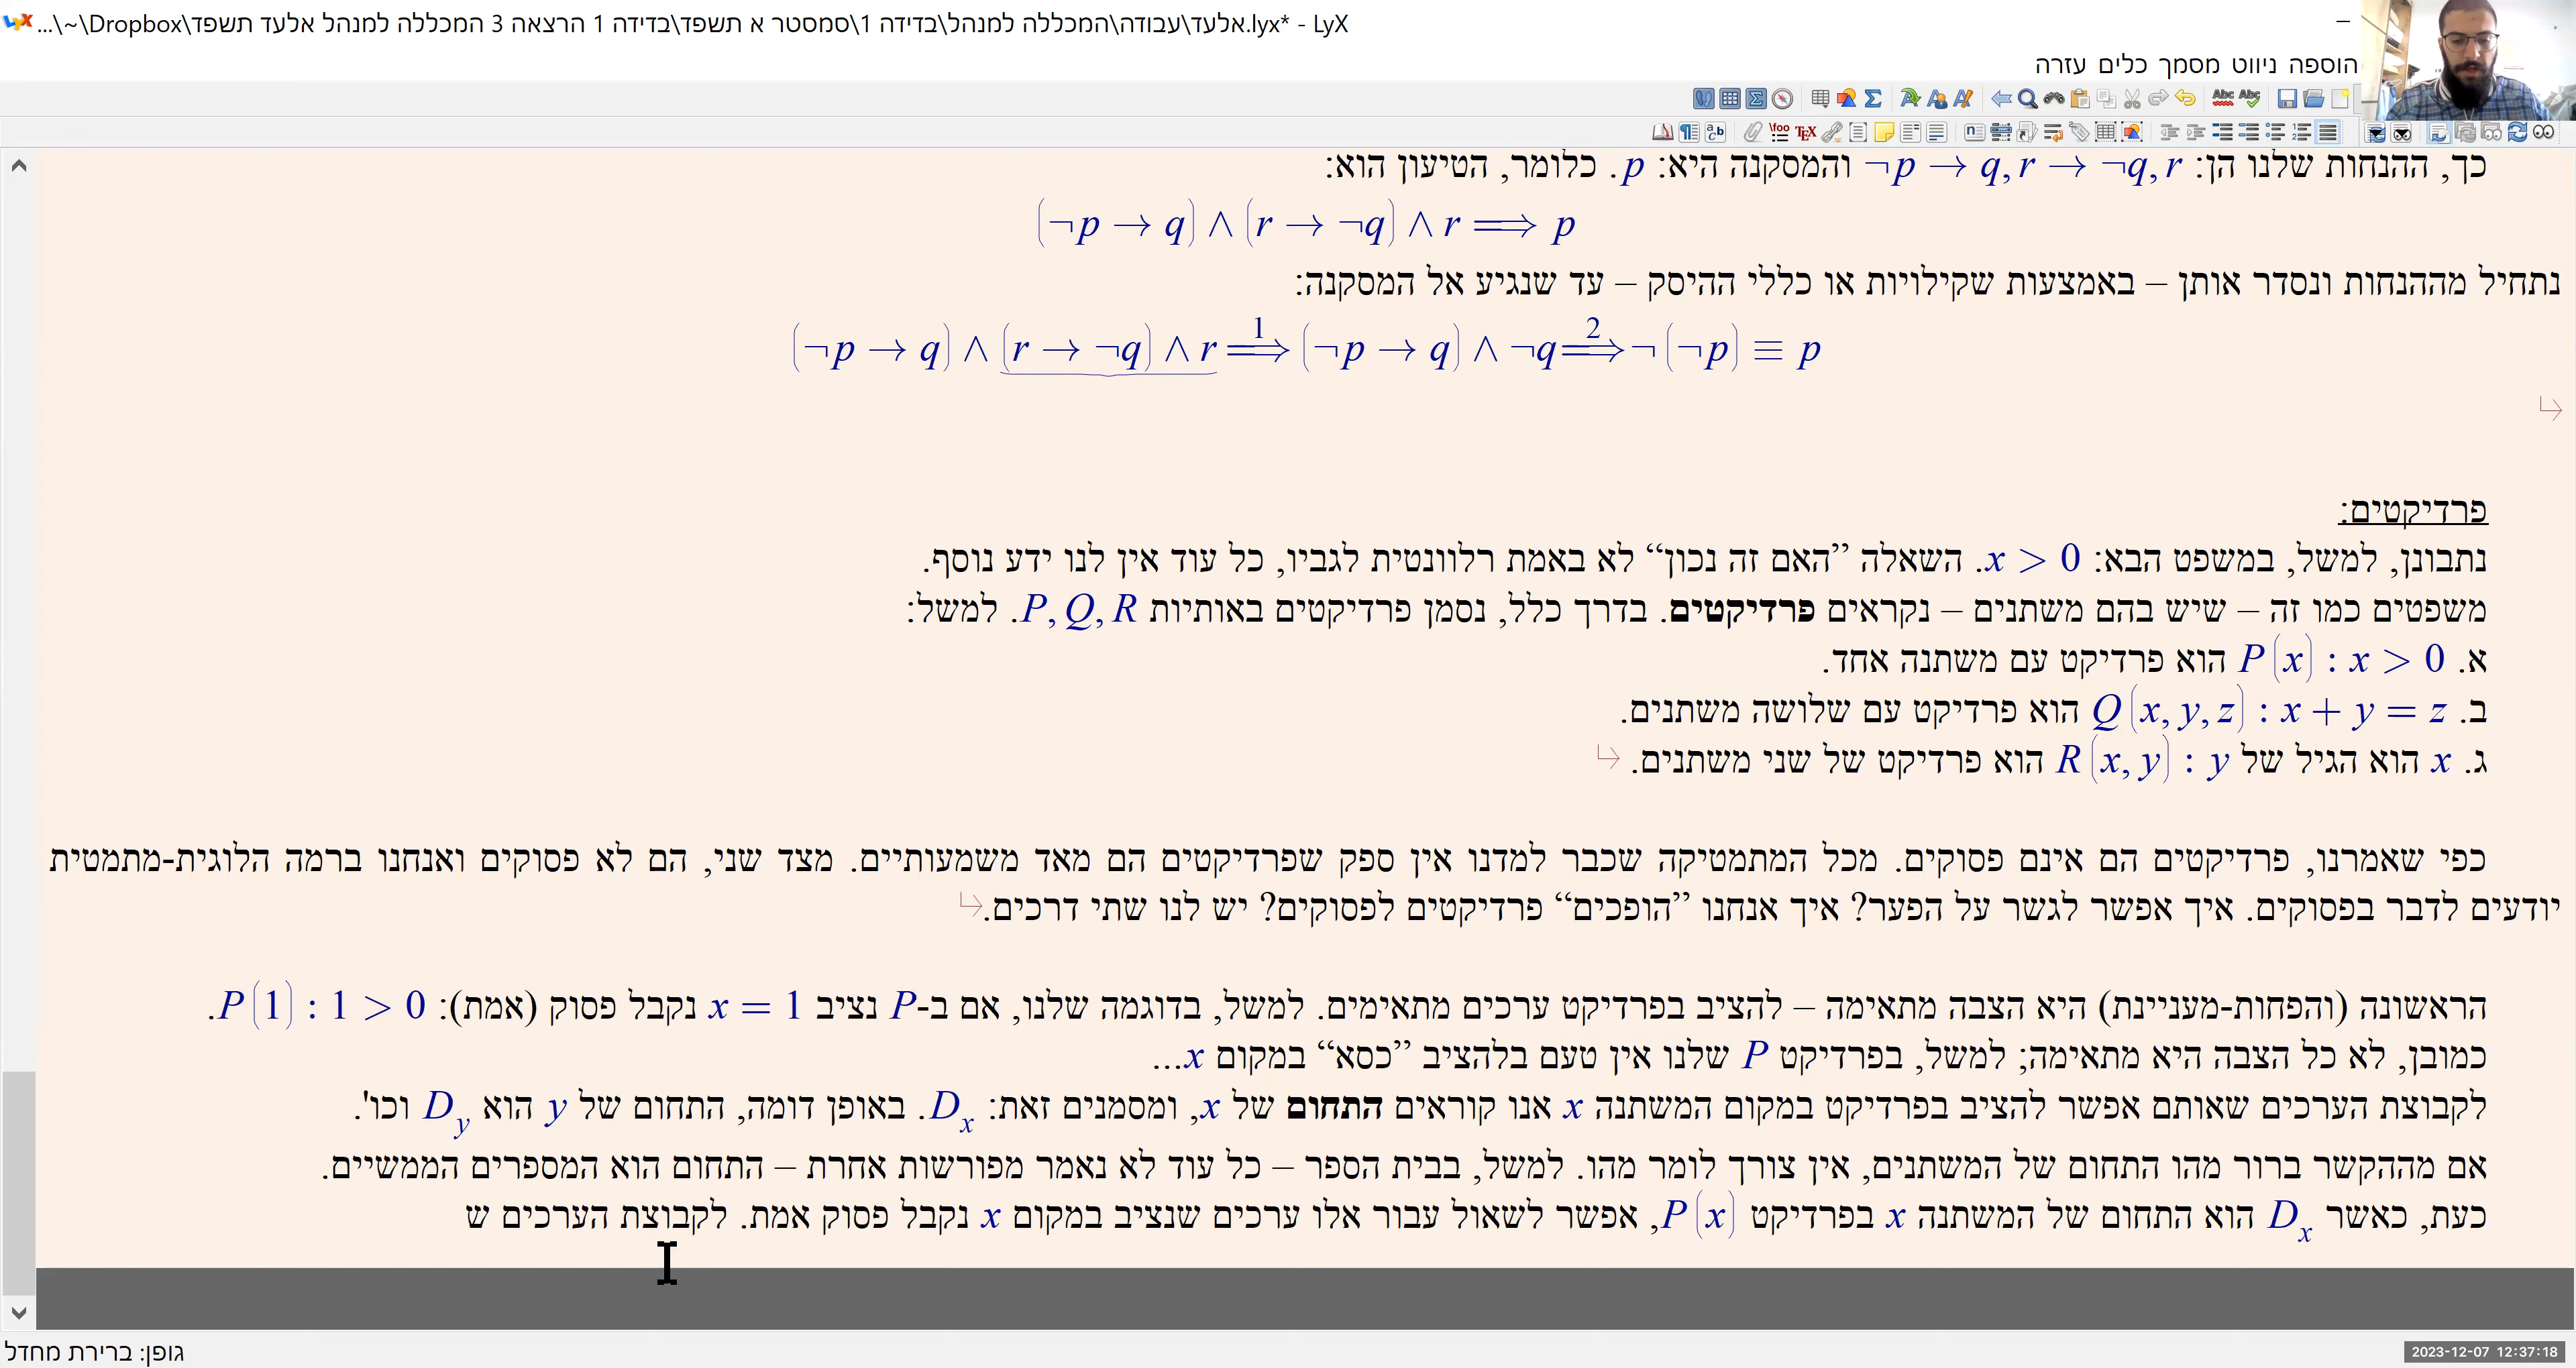 ...\~\Dropbox\אלעד\עבודה\המכללה למנהל\בדידה 1\סמסטר א תשפד\בדידה 1 הרצאה 3 המכללה למנהל אלעד תשפד.lyx* - LyX
הוספה ניווט מסמך כלים עזרה
כך, ההנחות שלנו הן: ¬p → q, r → ¬q, r והמסקנה היא: p. כלומר, הטיעון הוא:
(¬p → q) ∧ (r → ¬q) ∧ r ⟹ p
נתחיל מההנחות ונסדר אותן – באמצעות שקילויות או כללי ההיסק – עד שנגיע אל המסקנה:
(¬p → q) ∧ (r → ¬q) ∧ r ⟹¹ (¬p → q) ∧ ¬q ⟹² ¬(¬p) ≡ p
פרדיקטים:
נתבונן, למשל, במשפט הבא: x > 0. השאלה "האם זה נכון" לא באמת רלוונטית לגביו, כל עוד אין לנו ידע נוסף.
משפטים כמו זה – שיש בהם משתנים – נקראים פרדיקטים. בדרך כלל, נסמן פרדיקטים באותיות P, Q, R. למשל:
א. P(x) : x > 0 הוא פרדיקט עם משתנה אחד.
ב. Q(x, y, z) : x + y = z הוא פרדיקט עם שלושה משתנים.
ג. x הוא הגיל של R(x, y) : y הוא פרדיקט של שני משתנים.
כפי שאמרנו, פרדיקטים הם אינם פסוקים. מכל המתמטיקה שכבר למדנו אין ספק שפרדיקטים הם מאד משמעותיים. מצד שני, הם לא פסוקים ואנחנו ברמה הלוגית-מתמטית
יודעים לדבר בפסוקים. איך אפשר לגשר על הפער? איך אנחנו "הופכים" פרדיקטים לפסוקים? יש לנו שתי דרכים.
הראשונה (והפחות-מעניינת) היא הצבה מתאימה – להציב בפרדיקט ערכים מתאימים. למשל, בדוגמה שלנו, אם ב-P נציב x = 1 נקבל פסוק (אמת): P(1) : 1 > 0.
כמובן, לא כל הצבה היא מתאימה; למשל, בפרדיקט P שלנו אין טעם בלהציב "כסא" במקום x...
לקבוצת הערכים שאותם אפשר להציב בפרדיקט במקום המשתנה x אנו קוראים התחום של x, ומסמנים זאת: D_x. באופן דומה, התחום של y הוא D_y וכו'.
אם מההקשר ברור מהו התחום של המשתנים, אין צורך לומר מהו. למשל, בבית הספר – כל עוד לא נאמר מפורשות אחרת – התחום הוא המספרים הממשיים.
כעת, כאשר D_x הוא התחום של המשתנה x בפרדיקט P(x), אפשר לשאול עבור אלו ערכים שנציב במקום x נקבל פסוק אמת. לקבוצת הערכים ש
גופן: ברירת מחדל
2023-12-07 12:37:18